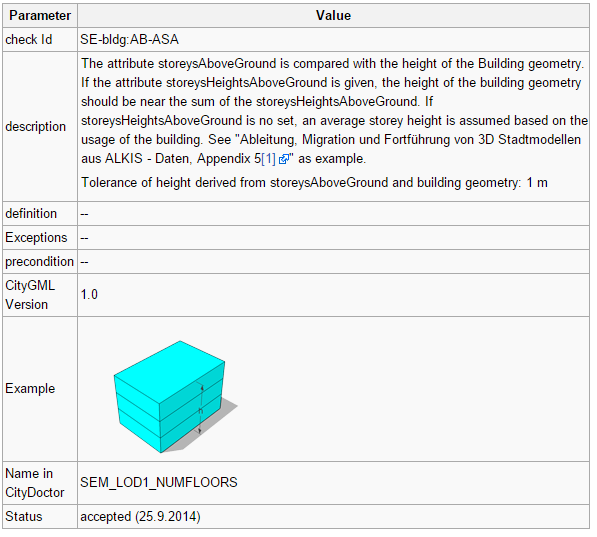 Parameter Value
check Id SE-bldg:AB-ASA
The attribute storeysAboveGround is compared with the height of the Building geometry.
If the attribute storeysHeightsAboveGround is given, the height of the building geometry
should be near the sum of the storeysHeightsAboveGround. If
storeysHeightsAboveGround is no set, an average storey height is assumed based on the
description usage of the building. See "Ableitung, Migration und Fortführung von 3D Stadtmodellen
aus ALKIS - Daten, Appendix 5[1]" as example.
Tolerance of height derived from storeysAboveGround and building geometry: 1 m
definition --
Exceptions --
precondition --
CityGML
Version 1.0
Example
Name in
CityDoctor SEM_LOD1_NUMFLOORS
Status accepted (25.9.2014)